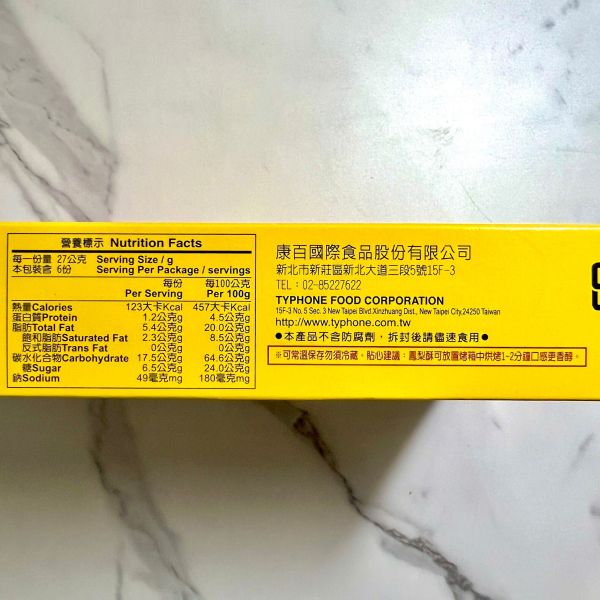 營養標示 Nutrition Facts
每一份量 27公克 Serving Size / g
本包裝含 6份 Serving Per Package / servings
每份 每100公克
Per Serving Per 100g
熱量Calories 123大卡Kcal 457大卡Kcal
蛋白質Protein 1.2公克g 4.5公克g
脂肪Total Fat 5.4公克g 20.0公克g
飽和脂肪Saturated Fat 2.3公克g 8.5公克g
反式脂肪Trans Fat 0公克g 0公克g
碳水化合物Carbohydrate 17.5公克g 64.6公克g
糖Sugar 6.5公克g 24.0公克g
鈉Sodium 49毫克mg 180毫克mg
康百國際食品股份有限公司
新北市新莊區新北大道三段5號15F-3
TEL：02-85227622
TYPHONE FOOD CORPORATION
15F-3 No. 5 Sec. 3 New Taipei Blvd.Xinzhuang Dist., New Taipei City,24250 Taiwan
http://www.typhone.com.tw
●本產品不含防腐劑，拆封後請儘速食用●
※可常溫保存勿須冷藏。貼心建議：鳳梨酥可放置烤箱中烘烤1-2分鐘口感更香醇。